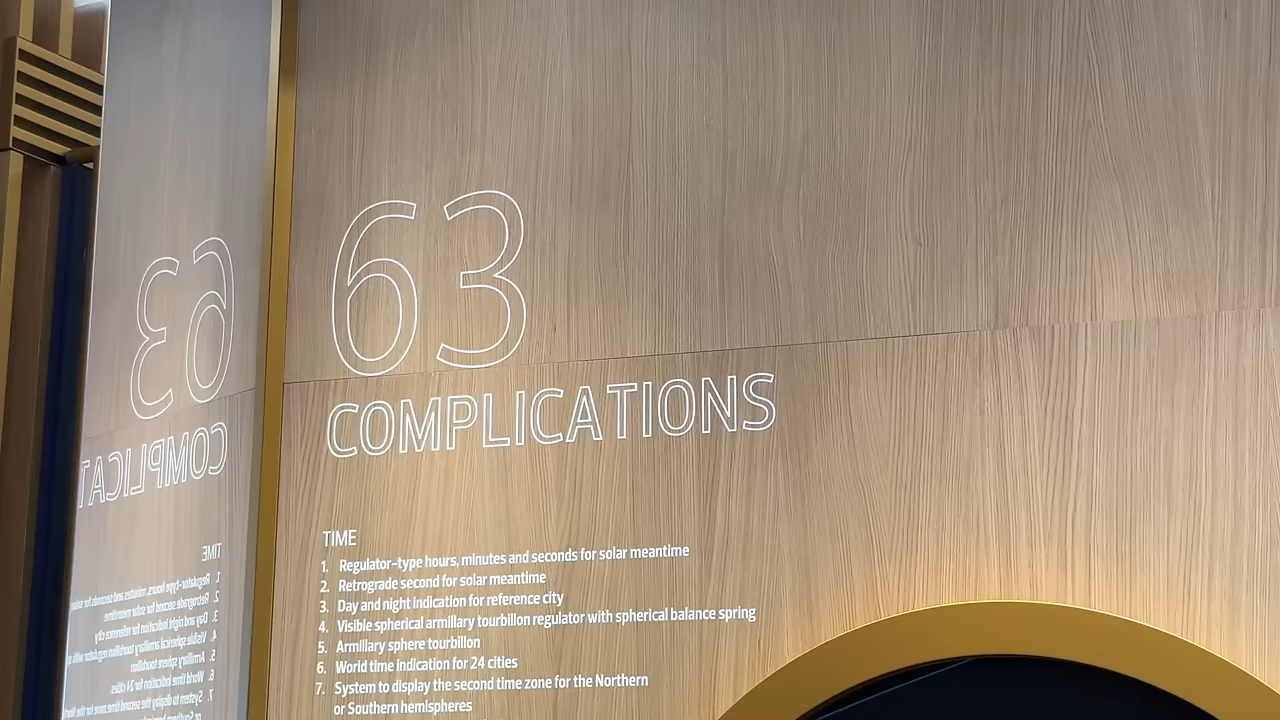 63
COMPLICATIONS
TIME
1. Regulator-type hours, minutes and seconds for solar meantime
2. Retrograde second for solar meantime
3. Day and night indication for reference city
4. Visible spherical armillary tourbillon regulator with spherical balance spring
5. Armillary sphere tourbillon
6. World time indication for 24 cities
7. System to display the second time zone for the Northern
or Southern hemispheres